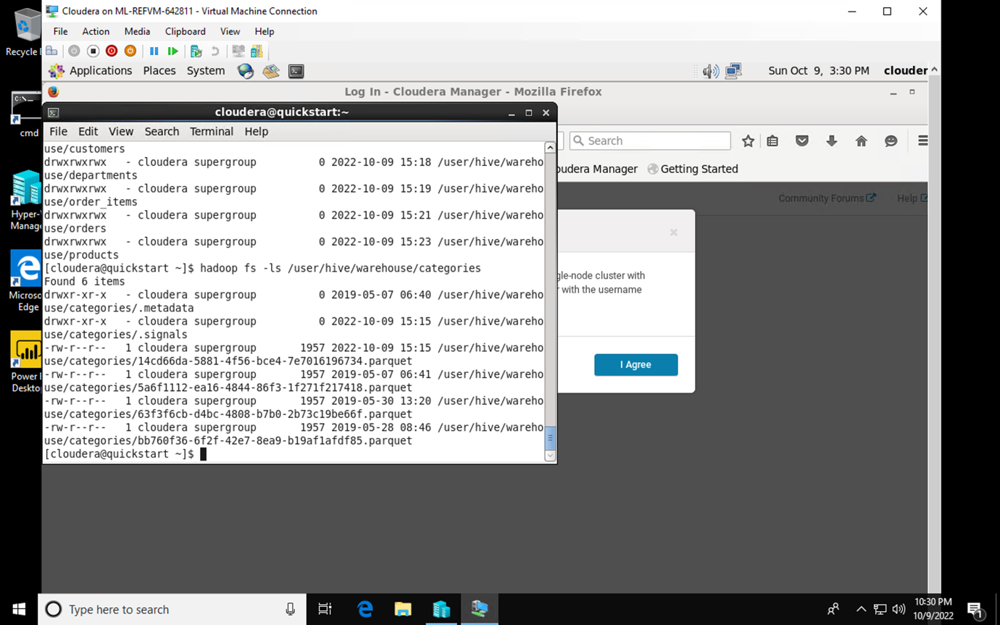 Cloudera on ML-REFVM-642811 - Virtual Machine Connection
File Action Media Clipboard View Help
Recycle
Applications Places System
Sun Oct 9, 3:30 PM clouder
Log In - Cloudera Manager - Mozilla Firefox
cmd
cloudera@quickstart:~
File Edit View Search Terminal Help
Search
oudera Manager Getting Started
Community Forums Help
use/customers
drwxrwxrwx - cloudera supergroup 0 2022-10-09 15:18 /user/hive/wareho
use/departments
drwxrwxrwx - cloudera supergroup 0 2022-10-09 15:19 /user/hive/wareho
use/order_items
drwxrwxrwx - cloudera supergroup 0 2022-10-09 15:21 /user/hive/wareho
use/orders
drwxrwxrwx - cloudera supergroup 0 2022-10-09 15:23 /user/hive/wareho
use/products
[cloudera@quickstart ~]$ hadoop fs -ls /user/hive/warehouse/categories
Found 6 items
drwxr-xr-x - cloudera supergroup 0 2019-05-07 06:40 /user/hive/wareho
use/categories/.metadata
drwxr-xr-x - cloudera supergroup 0 2022-10-09 15:15 /user/hive/wareho
use/categories/.signals
-rw-r--r-- 1 cloudera supergroup 1957 2022-10-09 15:15 /user/hive/wareho
use/categories/14cd66da-5881-4f56-bce4-7e7016196734.parquet
-rw-r--r-- 1 cloudera supergroup 1957 2019-05-07 06:41 /user/hive/wareho
use/categories/5a6f1112-ea16-4844-86f3-1f271f217418.parquet
-rw-r--r-- 1 cloudera supergroup 1957 2019-05-30 13:20 /user/hive/wareho
use/categories/63f3f6cb-d4bc-4808-b7b0-2b73c19be66f.parquet
-rw-r--r-- 1 cloudera supergroup 1957 2019-05-28 08:46 /user/hive/wareho
use/categories/bb760f36-6f2f-42e7-8ea9-b19af1afdf85.parquet
[cloudera@quickstart ~]$
gle-node cluster with
r with the username
I Agree
Hyper-
Manage
Microso
Edge
Power
Deskto
Type here to search
10:30 PM
10/9/2022
1